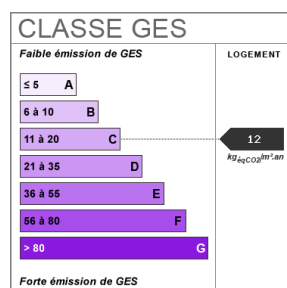 CLASSE GES
Faible émission de GES
LOGEMENT
≤ 5 A
6 à 10 B
11 à 20 C
12
kgéqCO2/m².an
21 à 35 D
36 à 55 E
56 à 80 F
> 80 G
Forte émission de GES